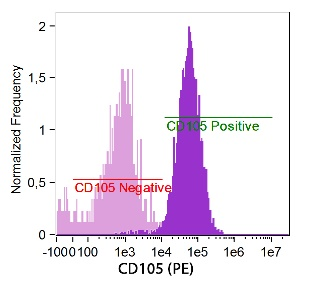 Normalized Frequency
2
1,5
1
0,5
0
CD105 Positive
CD105 Negative
-1000 100 1e3 1e4 1e5 1e6 1e7
CD105 (PE)